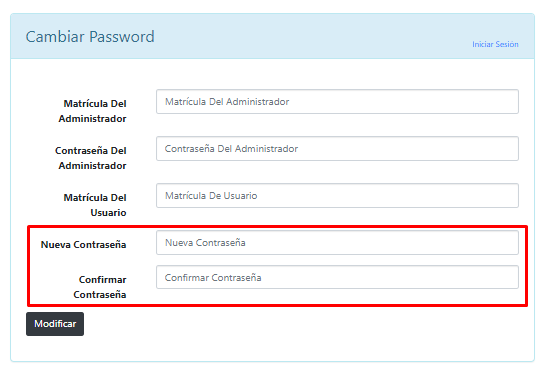 Cambiar Password
Iniciar Sesión
Matrícula Del
Administrador
Matrícula Del Administrador
Contraseña Del
Administrador
Contraseña Del Administrador
Matrícula Del
Usuario
Matrícula De Usuario
Nueva Contraseña
Nueva Contraseña
Confirmar
Contraseña
Confirmar Contraseña
Modificar